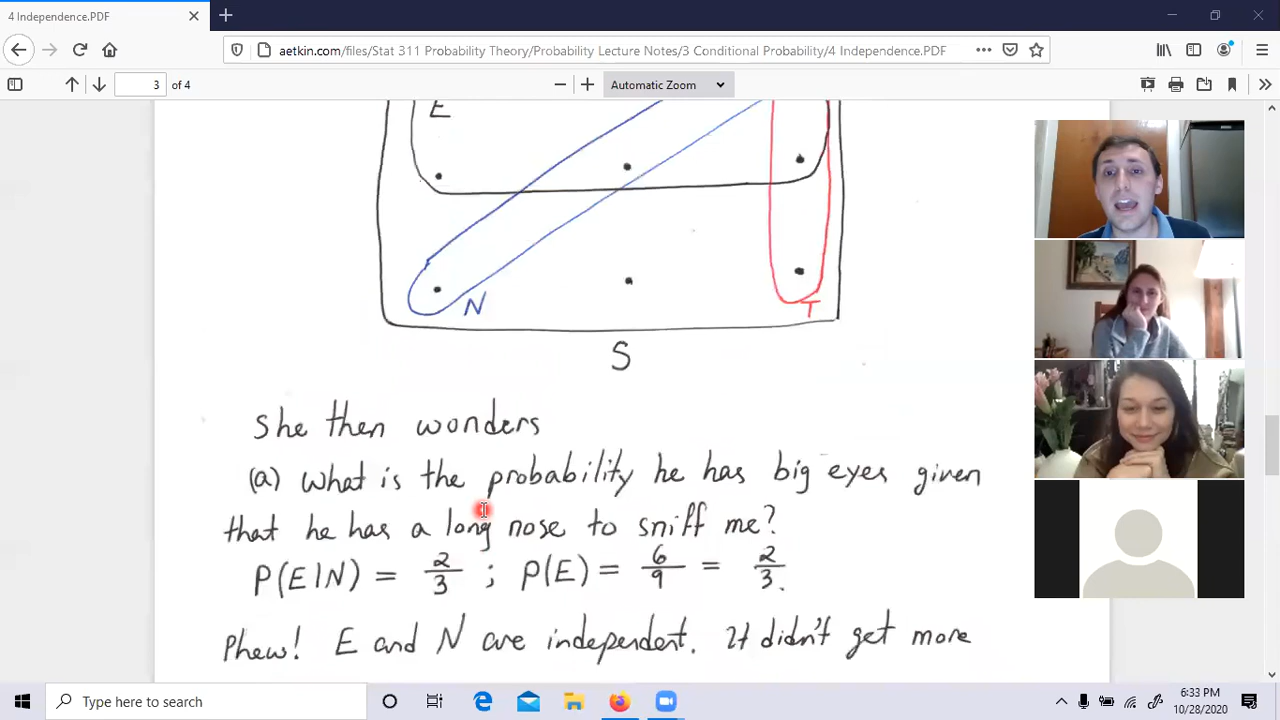 4 Independence.PDF
aetkin.com/files/Stat 311 Probability Theory/Probability Lecture Notes/3 Conditional Probability/4 Independence.PDF
3 of 4
Automatic Zoom
E
N
T
S
She then wonders
(a) What is the probability he has big eyes given
that he has a long nose to sniff me?
P(E|N) = 2/3 ; P(E) = 6/9 = 2/3.
Phew! E and N are independent. It didn't get more
Type here to search
6:33 PM
10/28/2020